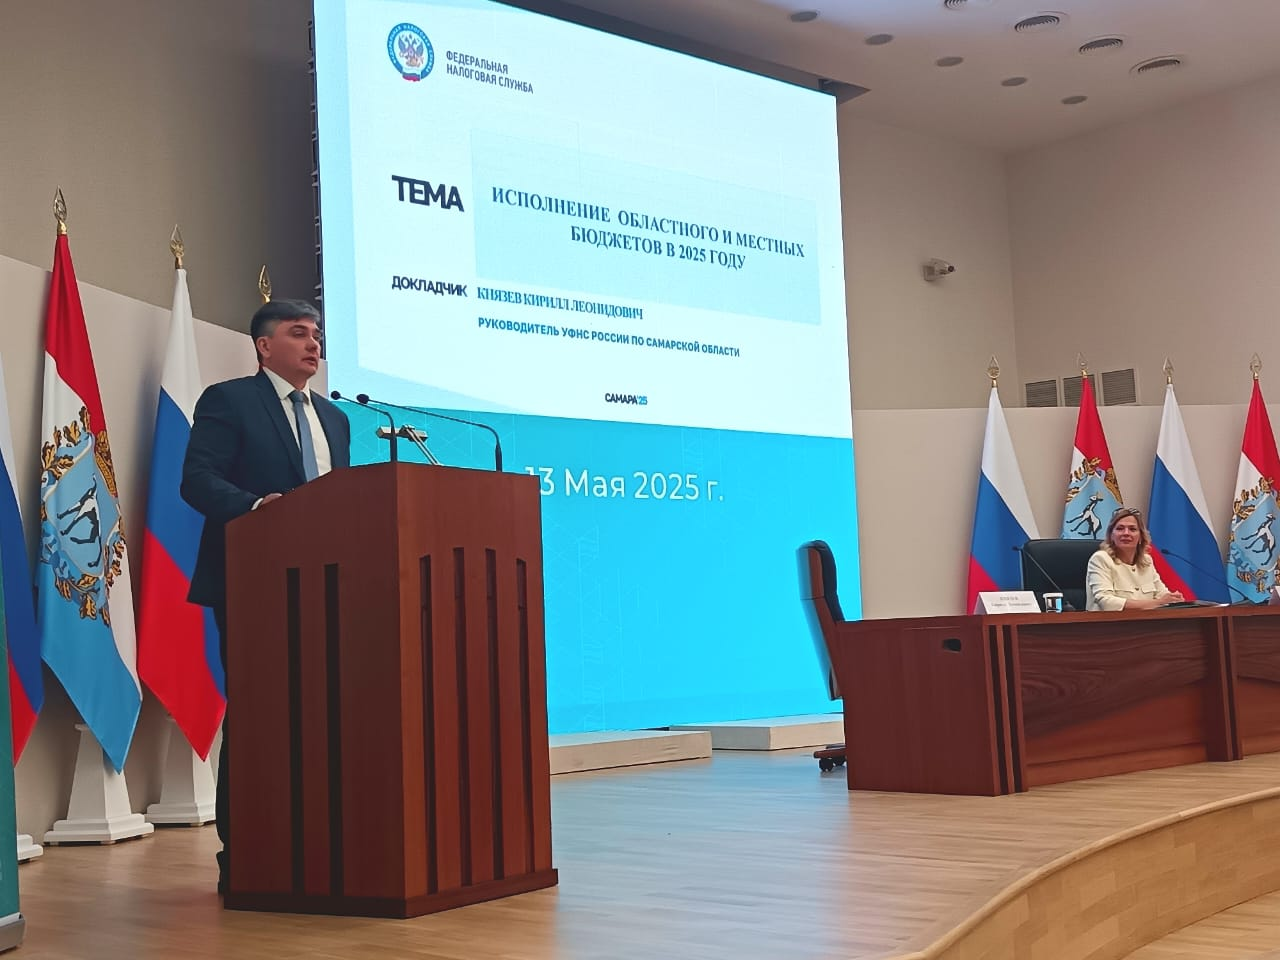 ФЕДЕРАЛЬНАЯ
НАЛОГОВАЯ СЛУЖБА
ТЕМА
ИСПОЛНЕНИЕ ОБЛАСТНОГО И МЕСТНЫХ
БЮДЖЕТОВ В 2025 ГОДУ
ДОКЛАДЧИК
КНЯЗЕВ КИРИЛЛ ЛЕОНИДОВИЧ
РУКОВОДИТЕЛЬ УФНС РОССИИ ПО САМАРСКОЙ ОБЛАСТИ
САМАРА'25
13 Мая 2025 г.